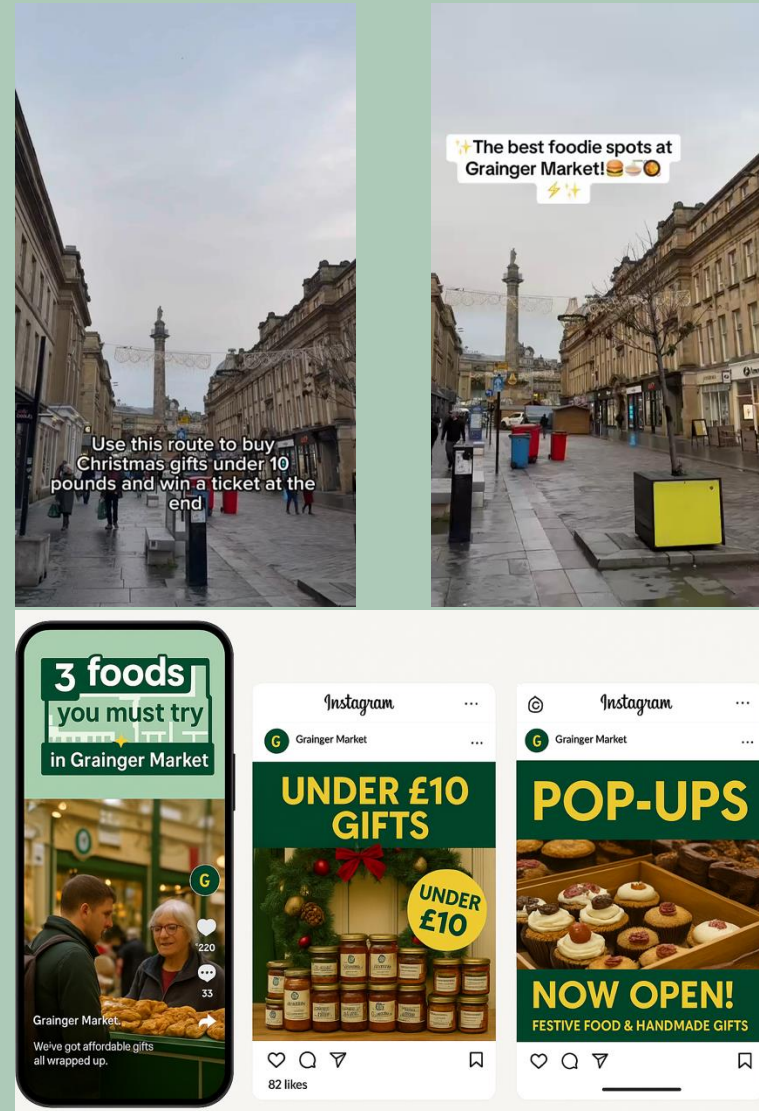 Use this route to buy
Christmas gifts under 10
pounds and win a ticket at the
end
✨The best foodie spots at
Grainger Market!🍔🍜🥘
⚡✨
3 foods
you must try
in Grainger Market
G
220
33
Grainger Market.
We've got affordable gifts
all wrapped up.
Instagram
G Grainger Market
UNDER £10
GIFTS
UNDER
£10
82 likes
Instagram
G Grainger Market
POP-UPS
NOW OPEN!
FESTIVE FOOD & HANDMADE GIFTS